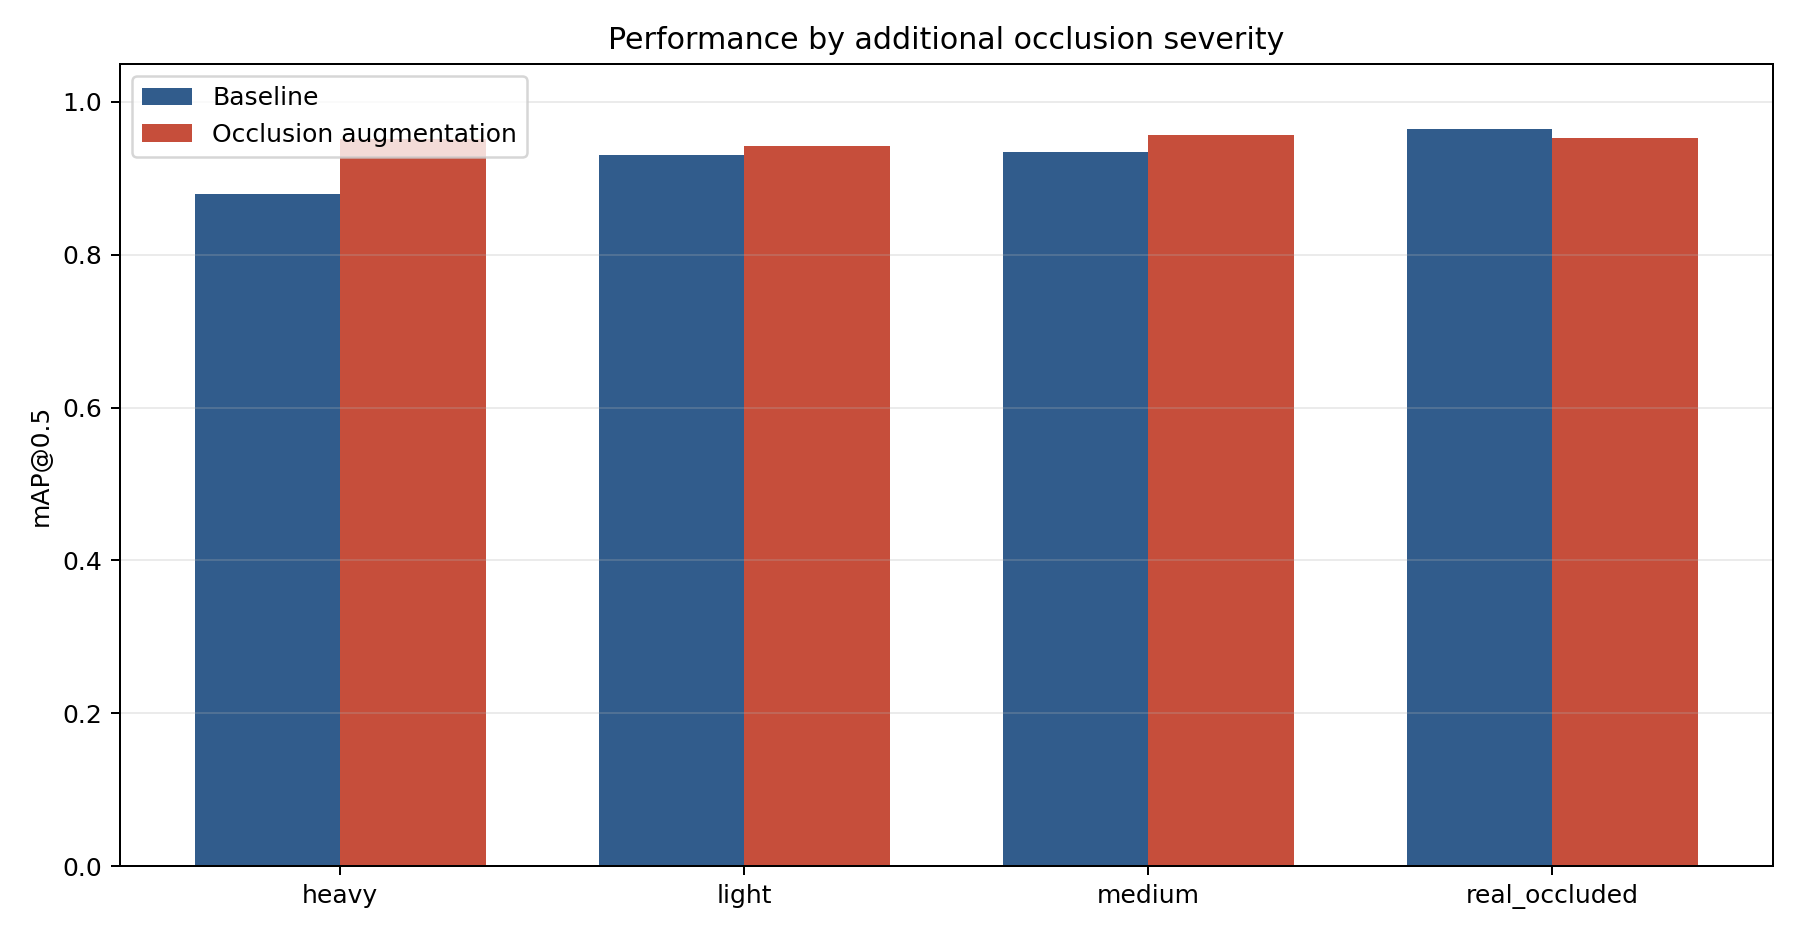 Performance by additional occlusion severity
Baseline
Occlusion augmentation
mAP@0.5
1.0
0.8
0.6
0.4
0.2
0.0
heavy
light
medium
real_occluded